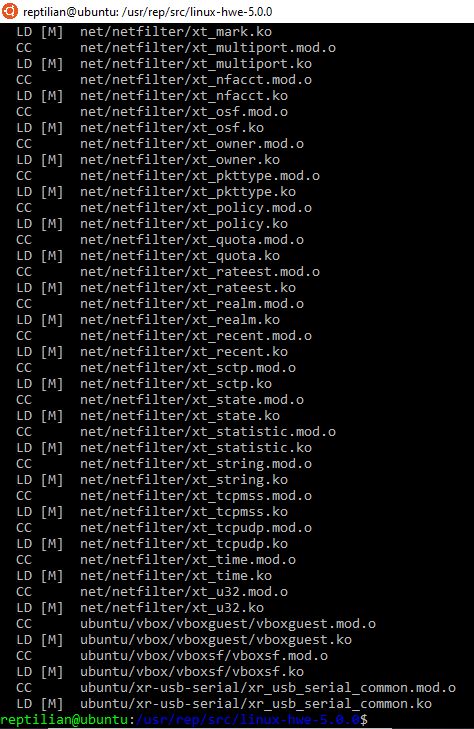 reptilian@ubuntu: /usr/rep/src/linux-hwe-5.0.0
LD [M]  net/netfilter/xt_mark.ko
CC      net/netfilter/xt_multiport.mod.o
LD [M]  net/netfilter/xt_multiport.ko
CC      net/netfilter/xt_nfacct.mod.o
LD [M]  net/netfilter/xt_nfacct.ko
CC      net/netfilter/xt_osf.mod.o
LD [M]  net/netfilter/xt_osf.ko
CC      net/netfilter/xt_owner.mod.o
LD [M]  net/netfilter/xt_owner.ko
CC      net/netfilter/xt_pkttype.mod.o
LD [M]  net/netfilter/xt_pkttype.ko
CC      net/netfilter/xt_policy.mod.o
LD [M]  net/netfilter/xt_policy.ko
CC      net/netfilter/xt_quota.mod.o
LD [M]  net/netfilter/xt_quota.ko
CC      net/netfilter/xt_rateest.mod.o
LD [M]  net/netfilter/xt_rateest.ko
CC      net/netfilter/xt_realm.mod.o
LD [M]  net/netfilter/xt_realm.ko
CC      net/netfilter/xt_recent.mod.o
LD [M]  net/netfilter/xt_recent.ko
CC      net/netfilter/xt_sctp.mod.o
LD [M]  net/netfilter/xt_sctp.ko
CC      net/netfilter/xt_state.mod.o
LD [M]  net/netfilter/xt_state.ko
CC      net/netfilter/xt_statistic.mod.o
LD [M]  net/netfilter/xt_statistic.ko
CC      net/netfilter/xt_string.mod.o
LD [M]  net/netfilter/xt_string.ko
CC      net/netfilter/xt_tcpmss.mod.o
LD [M]  net/netfilter/xt_tcpmss.ko
CC      net/netfilter/xt_tcpudp.mod.o
LD [M]  net/netfilter/xt_tcpudp.ko
CC      net/netfilter/xt_time.mod.o
LD [M]  net/netfilter/xt_time.ko
CC      net/netfilter/xt_u32.mod.o
LD [M]  net/netfilter/xt_u32.ko
CC      ubuntu/vbox/vboxguest/vboxguest.mod.o
LD [M]  ubuntu/vbox/vboxguest/vboxguest.ko
CC      ubuntu/vbox/vboxsf/vboxsf.mod.o
LD [M]  ubuntu/vbox/vboxsf/vboxsf.ko
CC      ubuntu/xr-usb-serial/xr_usb_serial_common.mod.o
LD [M]  ubuntu/xr-usb-serial/xr_usb_serial_common.ko
reptilian@ubuntu:/usr/rep/src/linux-hwe-5.0.0$